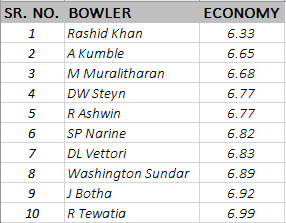 SR. NO. BOWLER ECONOMY
1 Rashid Khan 6.33
2 A Kumble 6.65
3 M Muralitharan 6.68
4 DW Steyn 6.77
5 R Ashwin 6.77
6 SP Narine 6.82
7 DL Vettori 6.83
8 Washington Sundar 6.89
9 J Botha 6.92
10 R Tewatia 6.99